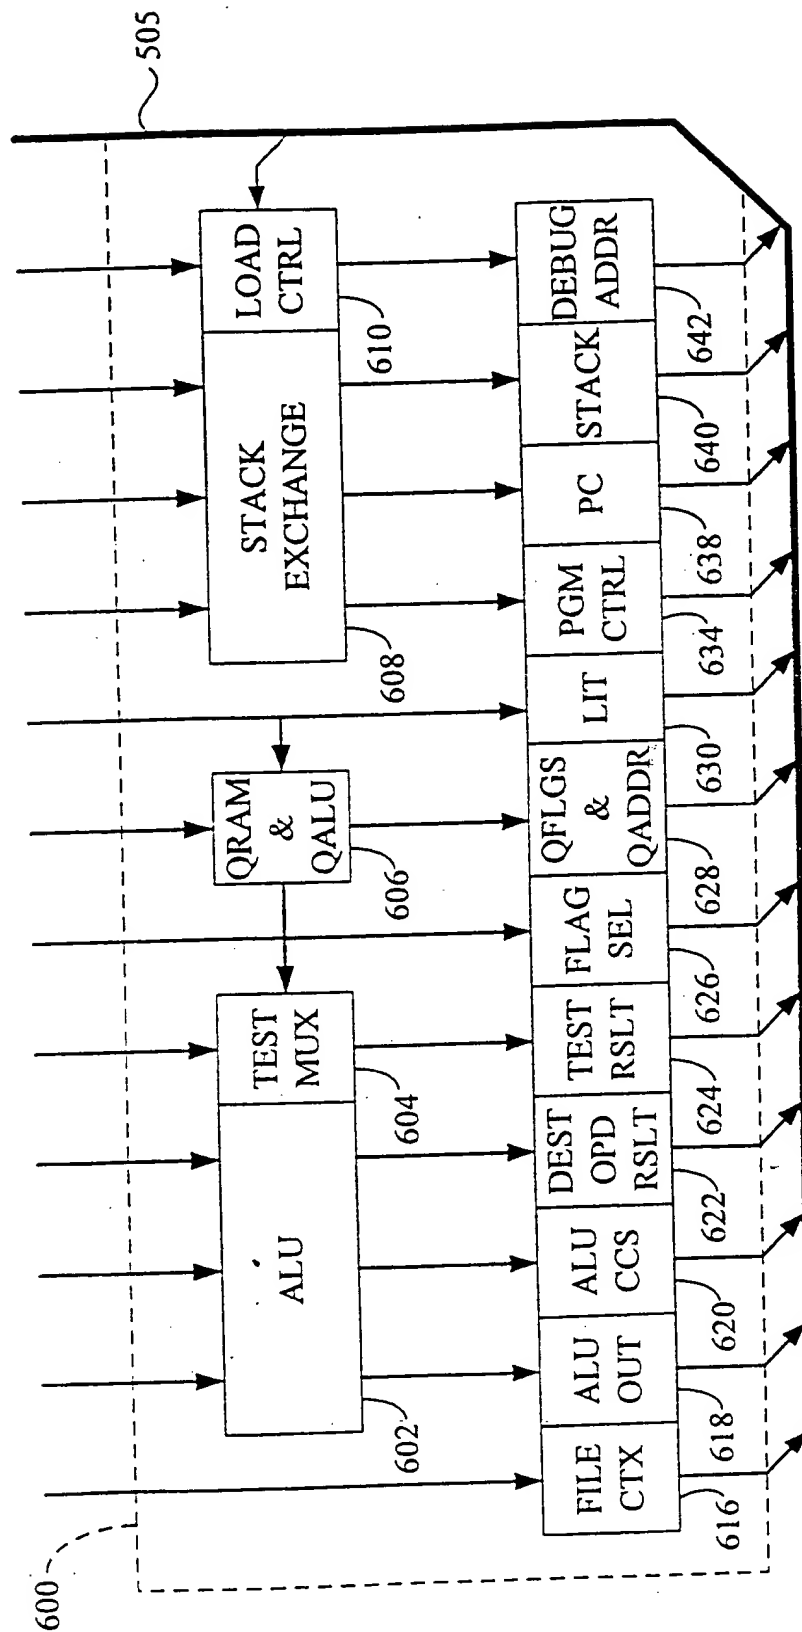 600
505
ALU
TEST
MUX
QRAM
&
QALU
STACK
EXCHANGE
LOAD
CTRL
602
604
606
608
610
FILE
CTX
ALU
OUT
ALU
CCS
DEST
OPD
RSLT
TEST
RSLT
FLAG
SEL
QFLGS
&
QADDR
LIT
PGM
CTRL
PC
STACK
DEBUG
ADDR
616
618
620
622
624
626
628
630
634
638
640
642